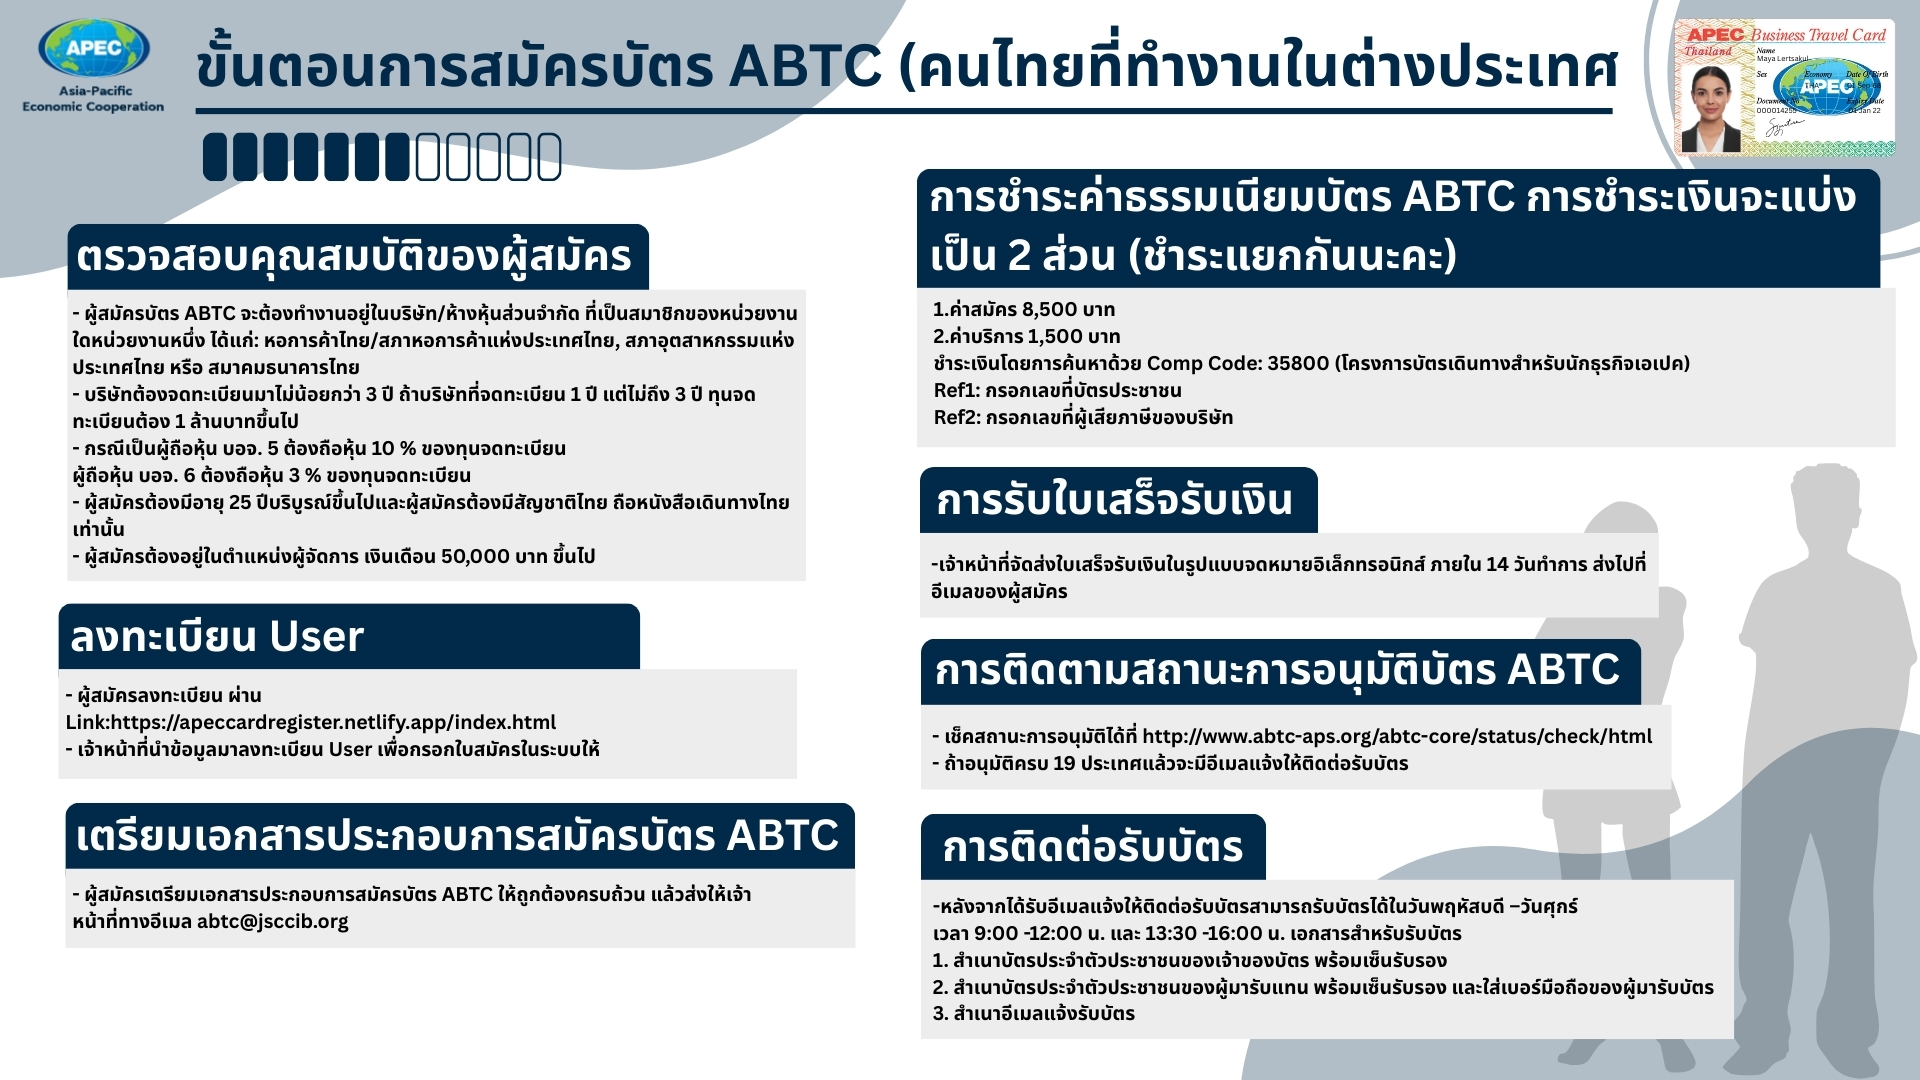 APEC
Asia-Pacific
Economic Cooperation
ขั้นตอนการสมัครบัตร ABTC (คนไทยที่ทำงานในต่างประเทศ
APEC Business Travel Card
Thailand
Name
Maya Lertsakul
Sex
Economy
Date Of Birth
THA
APEC
Document No
Expiry Date
000014255
01 Jan 22
ตรวจสอบคุณสมบัติของผู้สมัคร
- ผู้สมัครบัตร ABTC จะต้องทำงานอยู่ในบริษัท/ห้างหุ้นส่วนจำกัด ที่เป็นสมาชิกของหน่วยงาน
ใดหน่วยงานหนึ่ง ได้แก่: หอการค้าไทย/สภาหอการค้าแห่งประเทศไทย, สภาอุตสาหกรรมแห่ง
ประเทศไทย หรือ สมาคมธนาคารไทย
- บริษัทต้องจดทะเบียนมาไม่น้อยกว่า 3 ปี ถ้าบริษัทที่จดทะเบียน 1 ปี แต่ไม่ถึง 3 ปี ทุนจด
ทะเบียนต้อง 1 ล้านบาทขึ้นไป
- กรณีเป็นผู้ถือหุ้น บอจ. 5 ต้องถือหุ้น 10 % ของทุนจดทะเบียน
ผู้ถือหุ้น บอจ. 6 ต้องถือหุ้น 3 % ของทุนจดทะเบียน
- ผู้สมัครต้องมีอายุ 25 ปีบริบูรณ์ขึ้นไปและผู้สมัครต้องมีสัญชาติไทย ถือหนังสือเดินทางไทย
เท่านั้น
- ผู้สมัครต้องอยู่ในตำแหน่งผู้จัดการ เงินเดือน 50,000 บาท ขึ้นไป
ลงทะเบียน User
- ผู้สมัครลงทะเบียน ผ่าน
Link:https://apeccardregister.netlify.app/index.html
- เจ้าหน้าที่นำข้อมูลมาลงทะเบียน User เพื่อกรอกใบสมัครในระบบให้
เตรียมเอกสารประกอบการสมัครบัตร ABTC
- ผู้สมัครเตรียมเอกสารประกอบการสมัครบัตร ABTC ให้ถูกต้องครบถ้วน แล้วส่งให้เจ้า
หน้าที่ทางอีเมล abtc@jsccib.org
การชำระค่าธรรมเนียมบัตร ABTC การชำระเงินจะแบ่ง
เป็น 2 ส่วน (ชำระแยกกันนะคะ)
1.ค่าสมัคร 8,500 บาท
2.ค่าบริการ 1,500 บาท
ชำระเงินโดยการค้นหาด้วย Comp Code: 35800 (โครงการบัตรเดินทางสำหรับนักธุรกิจเอเปค)
Ref1: กรอกเลขที่บัตรประชาชน
Ref2: กรอกเลขที่ผู้เสียภาษีของบริษัท
การรับใบเสร็จรับเงิน
-เจ้าหน้าที่จัดส่งใบเสร็จรับเงินในรูปแบบจดหมายอิเล็กทรอนิกส์ ภายใน 14 วันทำการ ส่งไปที่
อีเมลของผู้สมัคร
การติดตามสถานะการอนุมัติบัตร ABTC
- เช็คสถานะการอนุมัติได้ที่ http://www.abtc-aps.org/abtc-core/status/check/html
- ถ้าอนุมัติครบ 19 ประเทศแล้วจะมีอีเมลแจ้งให้ติดต่อรับบัตร
การติดต่อรับบัตร
-หลังจากได้รับอีเมลแจ้งให้ติดต่อรับบัตรสามารถรับบัตรได้ในวันพฤหัสบดี –วันศุกร์
เวลา 9:00 -12:00 น. และ 13:30 -16:00 น. เอกสารสำหรับรับบัตร
1. สำเนาบัตรประจำตัวประชาชนของเจ้าของบัตร พร้อมเซ็นรับรอง
2. สำเนาบัตรประจำตัวประชาชนของผู้มารับแทน พร้อมเซ็นรับรอง และใส่เบอร์มือถือของผู้มารับบัตร
3. สำเนาอีเมลแจ้งรับบัตร